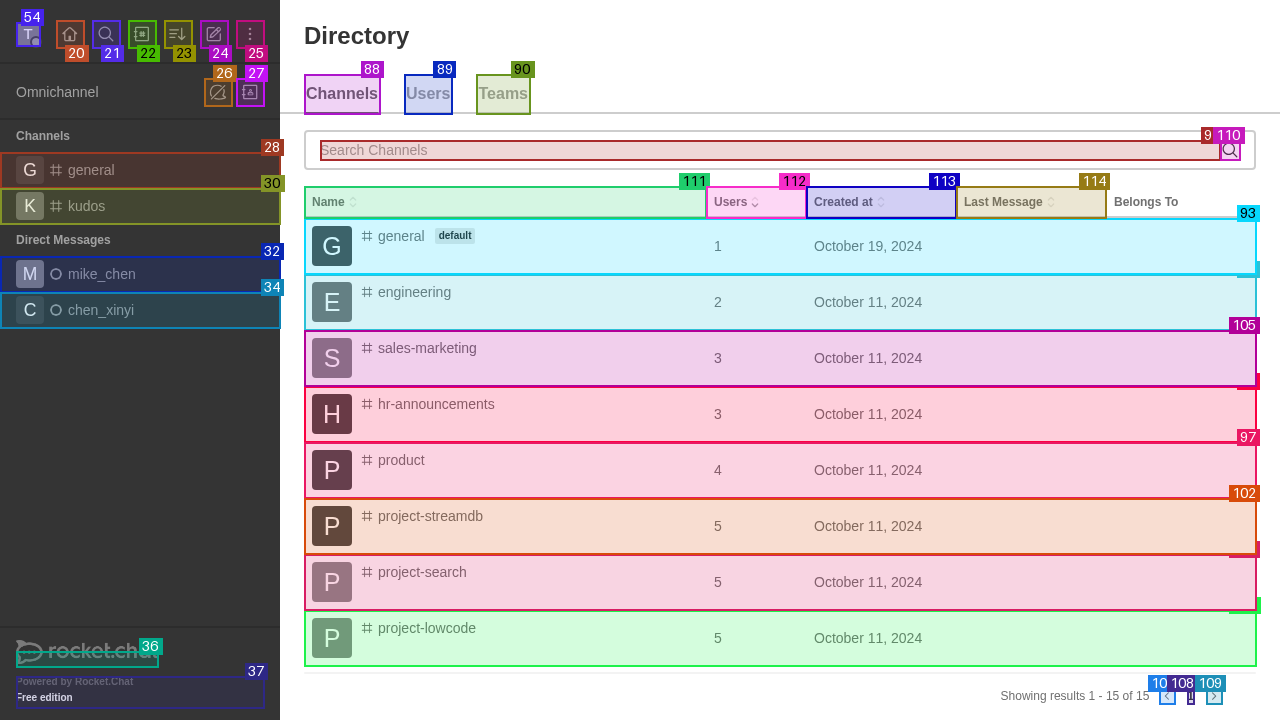 54
T
20
21
22
23
24
25
26
27
Omnichannel
Channels
28
G general
30
K kudos
Direct Messages
32
M mike_chen
34
C chen_xinyi
36
rocket.chat
37
Powered by Rocket.Chat
Free edition
Directory
88
89
90
Channels
Users
Teams
110
Search Channels
111
112
113
114
Name
Users
Created at
Last Message
Belongs To
93
G general default 1 October 19, 2024
E engineering 2 October 11, 2024
105
S sales-marketing 3 October 11, 2024
H hr-announcements 3 October 11, 2024
97
P product 4 October 11, 2024
102
P project-streamdb 5 October 11, 2024
P project-search 5 October 11, 2024
P project-lowcode 5 October 11, 2024
108
109
Showing results 1 - 15 of 15